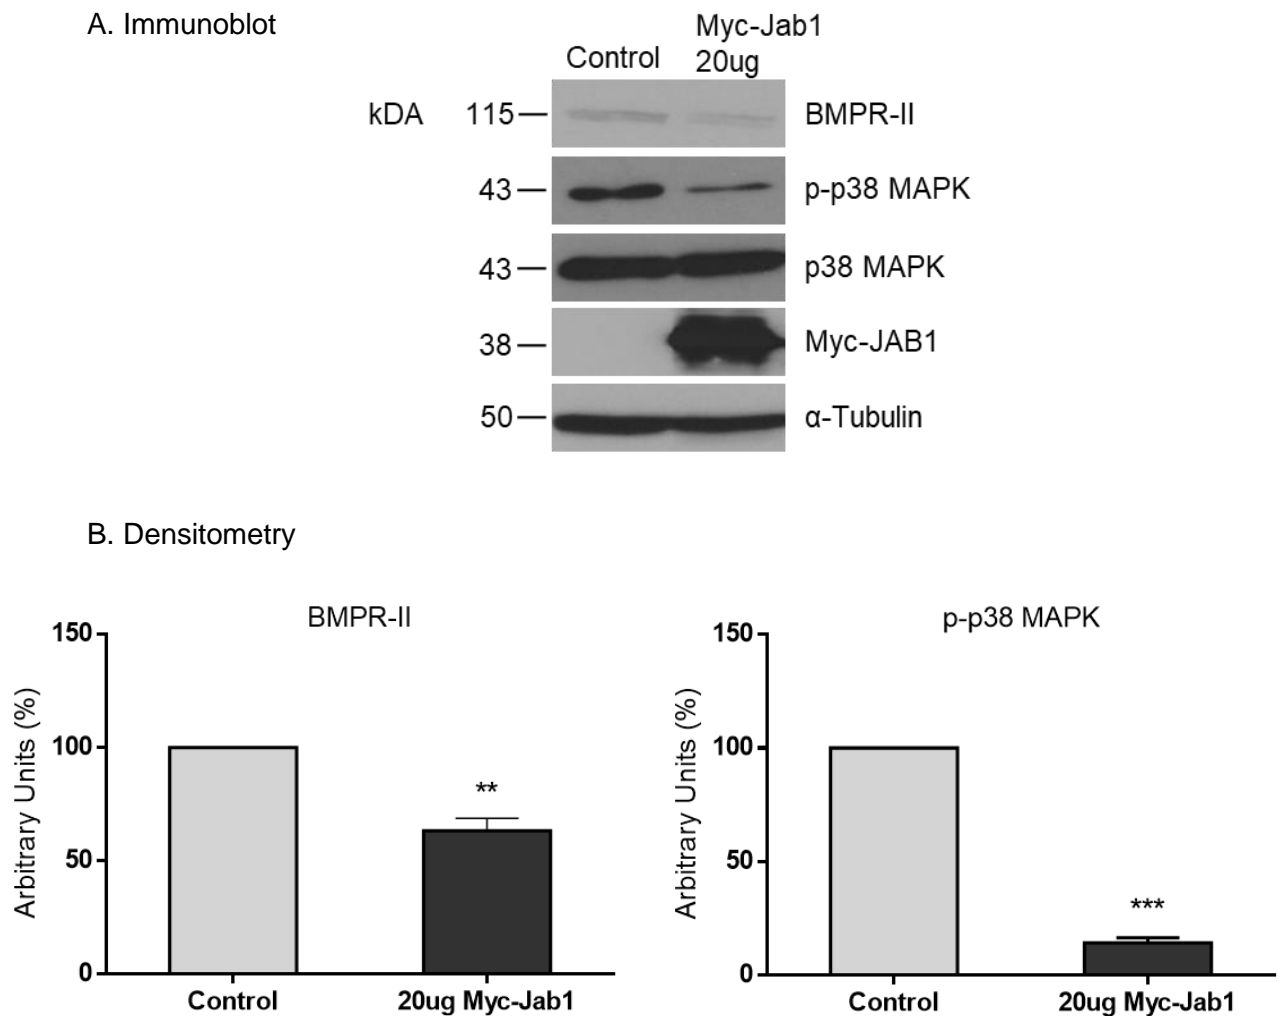 A. Immunoblot
Control
Myc-Jab1
20ug
kDA 115 BMPR-II
43 p-p38 MAPK
43 p38 MAPK
38 Myc-JAB1
50 α-Tubulin
B. Densitometry
BMPR-II
Arbitrary Units (%)
150
100
50
0
**
Control 20ug Myc-Jab1
p-p38 MAPK
Arbitrary Units (%)
150
100
50
0
***
Control 20ug Myc-Jab1